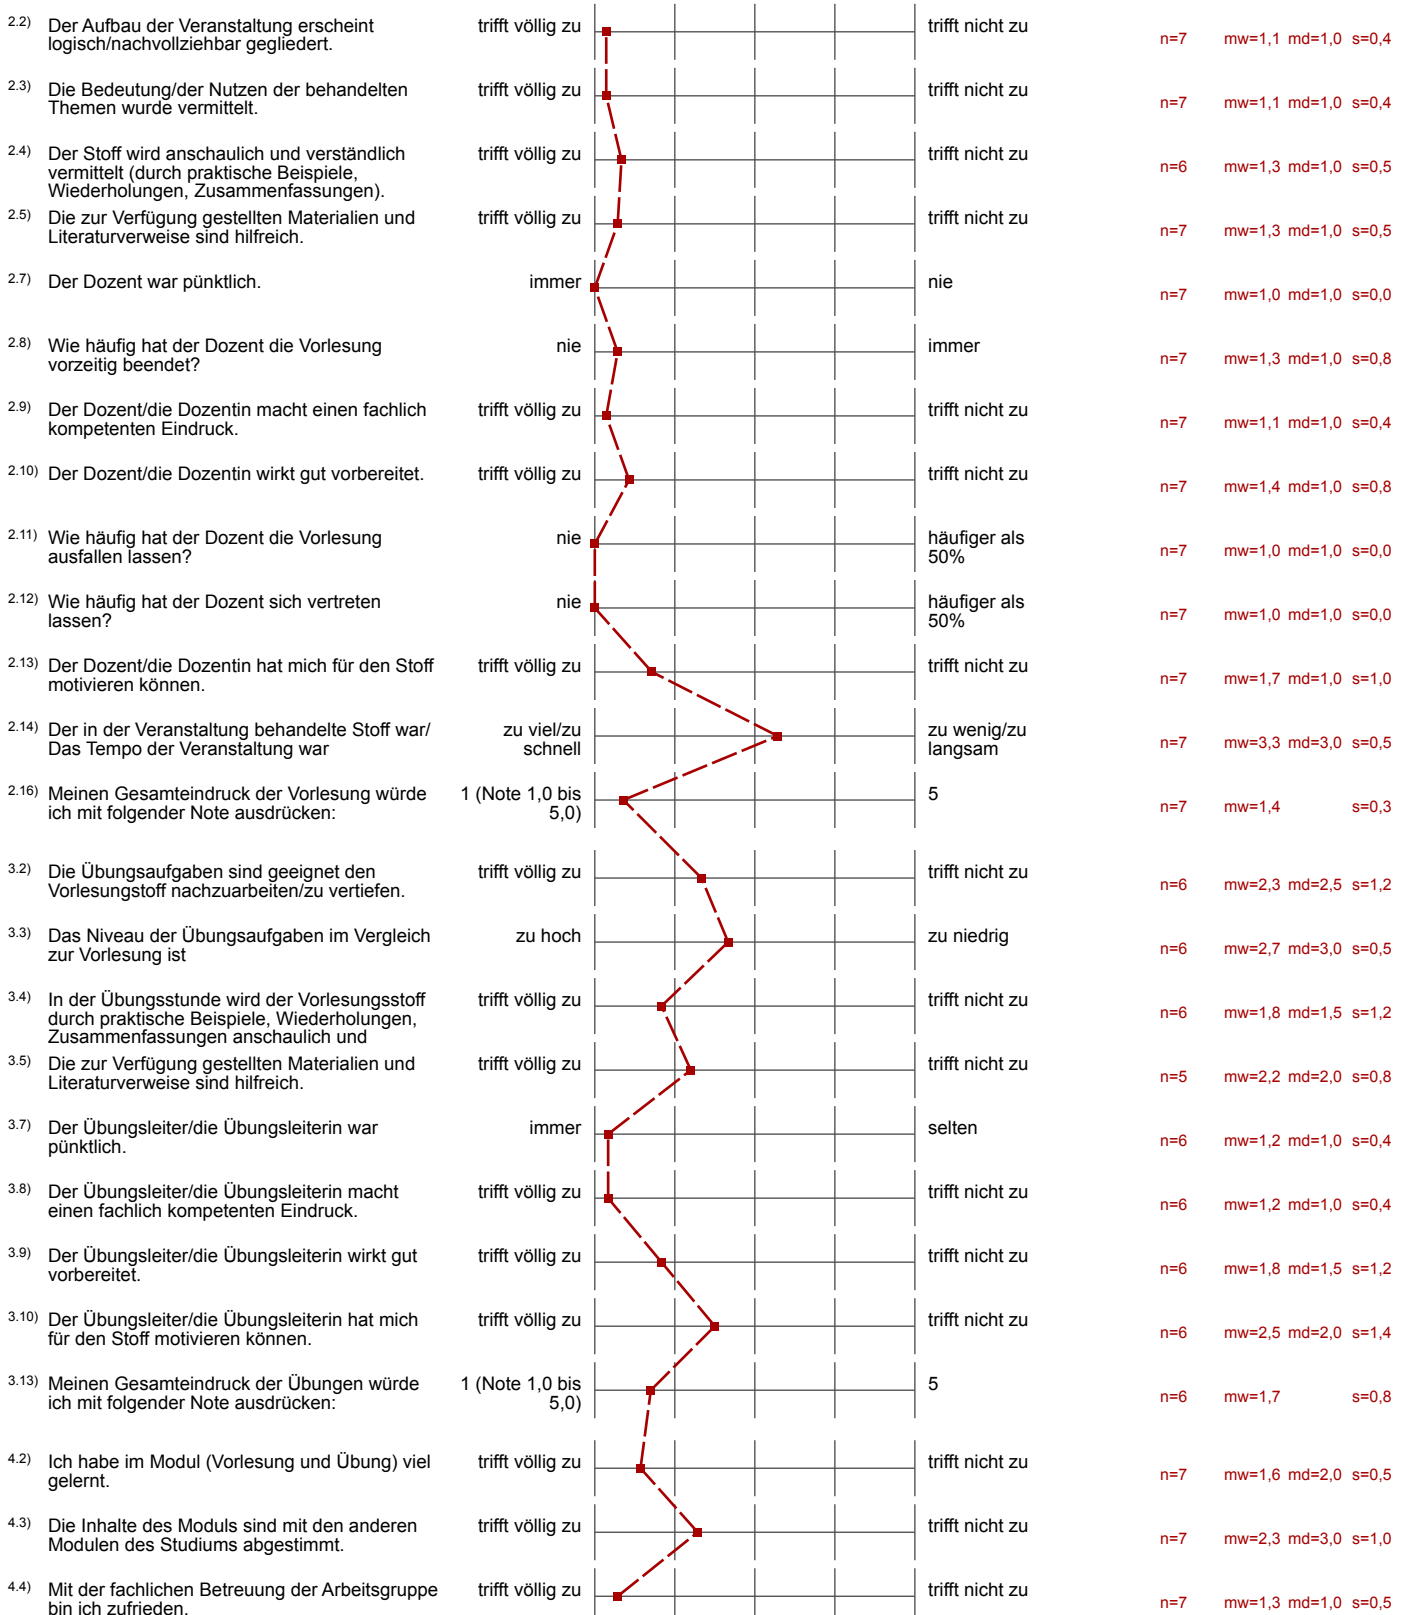 2.2) Der Aufbau der Veranstaltung erscheint trifft völlig zu trifft nicht zu
logisch/nachvollziehbar gegliedert. n=7 mw=1,1 md=1,0 s=0,4
2.3) Die Bedeutung/der Nutzen der behandelten trifft völlig zu trifft nicht zu
Themen wurde vermittelt. n=7 mw=1,1 md=1,0 s=0,4
2.4) Der Stoff wird anschaulich und verständlich trifft völlig zu trifft nicht zu
vermittelt (durch praktische Beispiele, n=6 mw=1,3 md=1,0 s=0,5
Wiederholungen, Zusammenfassungen).
2.5) Die zur Verfügung gestellten Materialien und trifft völlig zu trifft nicht zu
Literaturverweise sind hilfreich. n=7 mw=1,3 md=1,0 s=0,5
2.7) Der Dozent war pünktlich. immer nie
n=7 mw=1,0 md=1,0 s=0,0
2.8) Wie häufig hat der Dozent die Vorlesung nie immer
vorzeitig beendet? n=7 mw=1,3 md=1,0 s=0,8
2.9) Der Dozent/die Dozentin macht einen fachlich trifft völlig zu trifft nicht zu
kompetenten Eindruck. n=7 mw=1,1 md=1,0 s=0,4
2.10) Der Dozent/die Dozentin wirkt gut vorbereitet. trifft völlig zu trifft nicht zu
n=7 mw=1,4 md=1,0 s=0,8
2.11) Wie häufig hat der Dozent die Vorlesung nie häufiger als
ausfallen lassen? 50% n=7 mw=1,0 md=1,0 s=0,0
2.12) Wie häufig hat der Dozent sich vertreten nie häufiger als
lassen? 50% n=7 mw=1,0 md=1,0 s=0,0
2.13) Der Dozent/die Dozentin hat mich für den Stoff trifft völlig zu trifft nicht zu
motivieren können. n=7 mw=1,7 md=1,0 s=1,0
2.14) Der in der Veranstaltung behandelte Stoff war/ zu viel/zu zu wenig/zu
Das Tempo der Veranstaltung war schnell langsam n=7 mw=3,3 md=3,0 s=0,5
2.16) Meinen Gesamteindruck der Vorlesung würde 1 (Note 1,0 bis 5
ich mit folgender Note ausdrücken: 5,0) n=7 mw=1,4 s=0,3
3.2) Die Übungsaufgaben sind geeignet den trifft völlig zu trifft nicht zu
Vorlesungstoff nachzuarbeiten/zu vertiefen. n=6 mw=2,3 md=2,5 s=1,2
3.3) Das Niveau der Übungsaufgaben im Vergleich zu hoch zu niedrig
zur Vorlesung ist n=6 mw=2,7 md=3,0 s=0,5
3.4) In der Übungsstunde wird der Vorlesungsstoff trifft völlig zu trifft nicht zu
durch praktische Beispiele, Wiederholungen, n=6 mw=1,8 md=1,5 s=1,2
Zusammenfassungen anschaulich und
3.5) Die zur Verfügung gestellten Materialien und trifft völlig zu trifft nicht zu
Literaturverweise sind hilfreich. n=5 mw=2,2 md=2,0 s=0,8
3.7) Der Übungsleiter/die Übungsleiterin war immer selten
pünktlich. n=6 mw=1,2 md=1,0 s=0,4
3.8) Der Übungsleiter/die Übungsleiterin macht trifft völlig zu trifft nicht zu
einen fachlich kompetenten Eindruck. n=6 mw=1,2 md=1,0 s=0,4
3.9) Der Übungsleiter/die Übungsleiterin wirkt gut trifft völlig zu trifft nicht zu
vorbereitet. n=6 mw=1,8 md=1,5 s=1,2
3.10) Der Übungsleiter/die Übungsleiterin hat mich trifft völlig zu trifft nicht zu
für den Stoff motivieren können. n=6 mw=2,5 md=2,0 s=1,4
3.13) Meinen Gesamteindruck der Übungen würde 1 (Note 1,0 bis 5
ich mit folgender Note ausdrücken: 5,0) n=6 mw=1,7 s=0,8
4.2) Ich habe im Modul (Vorlesung und Übung) viel trifft völlig zu trifft nicht zu
gelernt. n=7 mw=1,6 md=2,0 s=0,5
4.3) Die Inhalte des Moduls sind mit den anderen trifft völlig zu trifft nicht zu
Modulen des Studiums abgestimmt. n=7 mw=2,3 md=3,0 s=1,0
4.4) Mit der fachlichen Betreuung der Arbeitsgruppe trifft völlig zu trifft nicht zu
bin ich zufrieden. n=7 mw=1,3 md=1,0 s=0,5